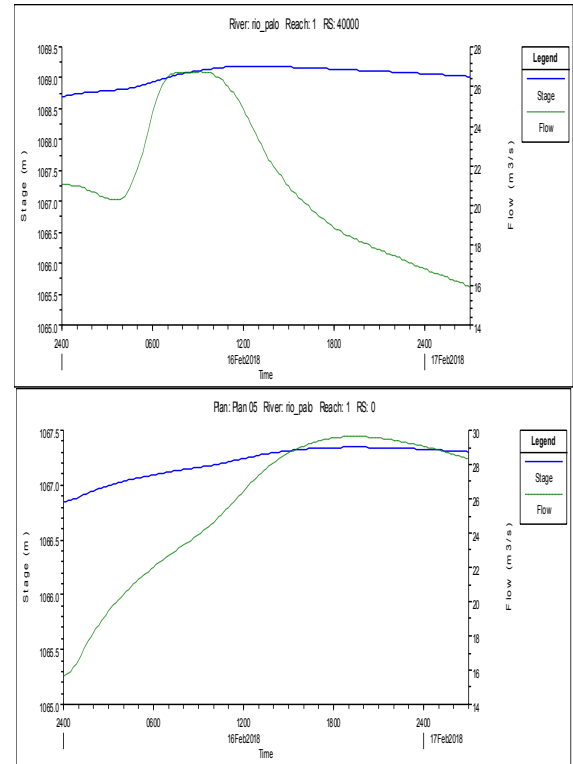 River: rio_palo Reach: 1 RS: 40000
1069.5
1069.0
1068.5
1068.0
1067.5
1067.0
1066.5
1066.0
1065.5
1065.0
Stage (m)
28
26
24
22
20
18
16
14
Flow (m3/s)
Legend
Stage
Flow
2400 0600 1200 1800 2400
16Feb2018 17Feb2018
Time
Plan: Plan 05 River: rio_palo Reach: 1 RS: 0
1067.5
1067.0
1066.5
1066.0
1065.5
1065.0
Stage (m)
30
28
26
24
22
20
18
16
14
Flow (m3/s)
Legend
Stage
Flow
2400 0600 1200 1800 2400
16Feb2018 17Feb2018
Time